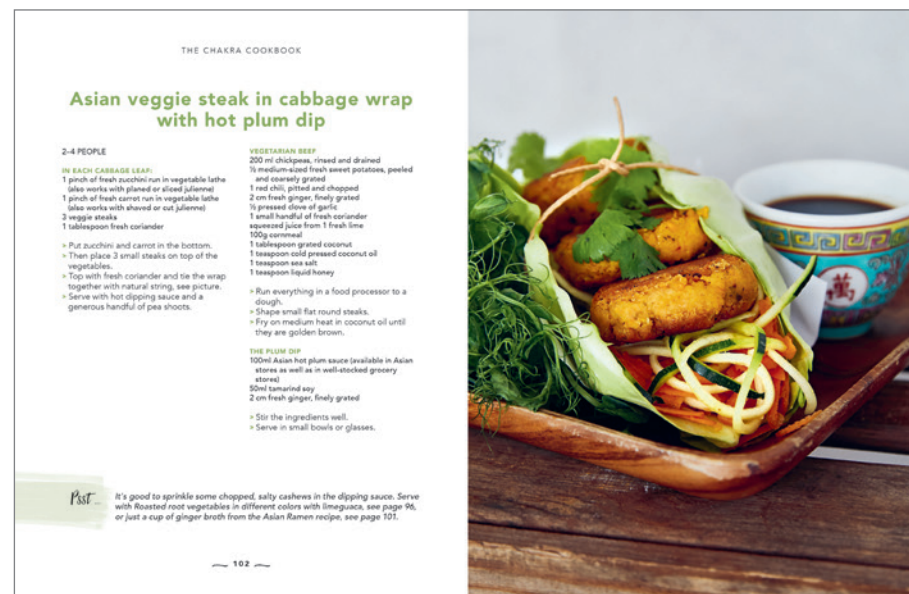 THE CHAKRA COOKBOOK
Asian veggie steak in cabbage wrap
with hot plum dip
2–4 PEOPLE
IN EACH CABBAGE LEAF:
1 pinch of fresh zucchini run in vegetable lathe
(also works with planed or sliced julienne)
1 pinch of fresh carrot run in vegetable lathe
(also works with shaved or cut julienne)
3 veggie steaks
1 tablespoon fresh coriander
» Put zucchini and carrot in the bottom.
» Then place 3 small steaks on top of the
vegetables.
» Top with fresh coriander and tie the wrap
together with natural string, see picture.
» Serve with hot dipping sauce and a
generous handful of pea shoots.
VEGETARIAN BEEF
200 ml chickpeas, rinsed and drained
½ medium-sized fresh sweet potatoes, peeled
and coarsely grated
1 red chili, pitted and chopped
2 cm fresh ginger, finely grated
½ pressed clove of garlic
1 small handful of fresh coriander
squeezed juice from 1 fresh lime
100g cornmeal
1 tablespoon grated coconut
1 teaspoon cold pressed coconut oil
1 teaspoon sea salt
1 teaspoon liquid honey
» Run everything in a food processor to a
dough.
» Shape small flat round steaks.
» Fry on medium heat in coconut oil until
they are golden brown.
THE PLUM DIP
100ml Asian hot plum sauce (available in Asian
stores as well as in well-stocked grocery
stores)
50ml tamarind soy
2 cm fresh ginger, finely grated
» Stir the ingredients well.
» Serve in small bowls or glasses.
Psst...
It's good to sprinkle some chopped, salty cashews in the dipping sauce. Serve
with Roasted root vegetables in different colors with limeguaca, see page 96,
or just a cup of ginger broth from the Asian Ramen recipe, see page 101.
102
萬